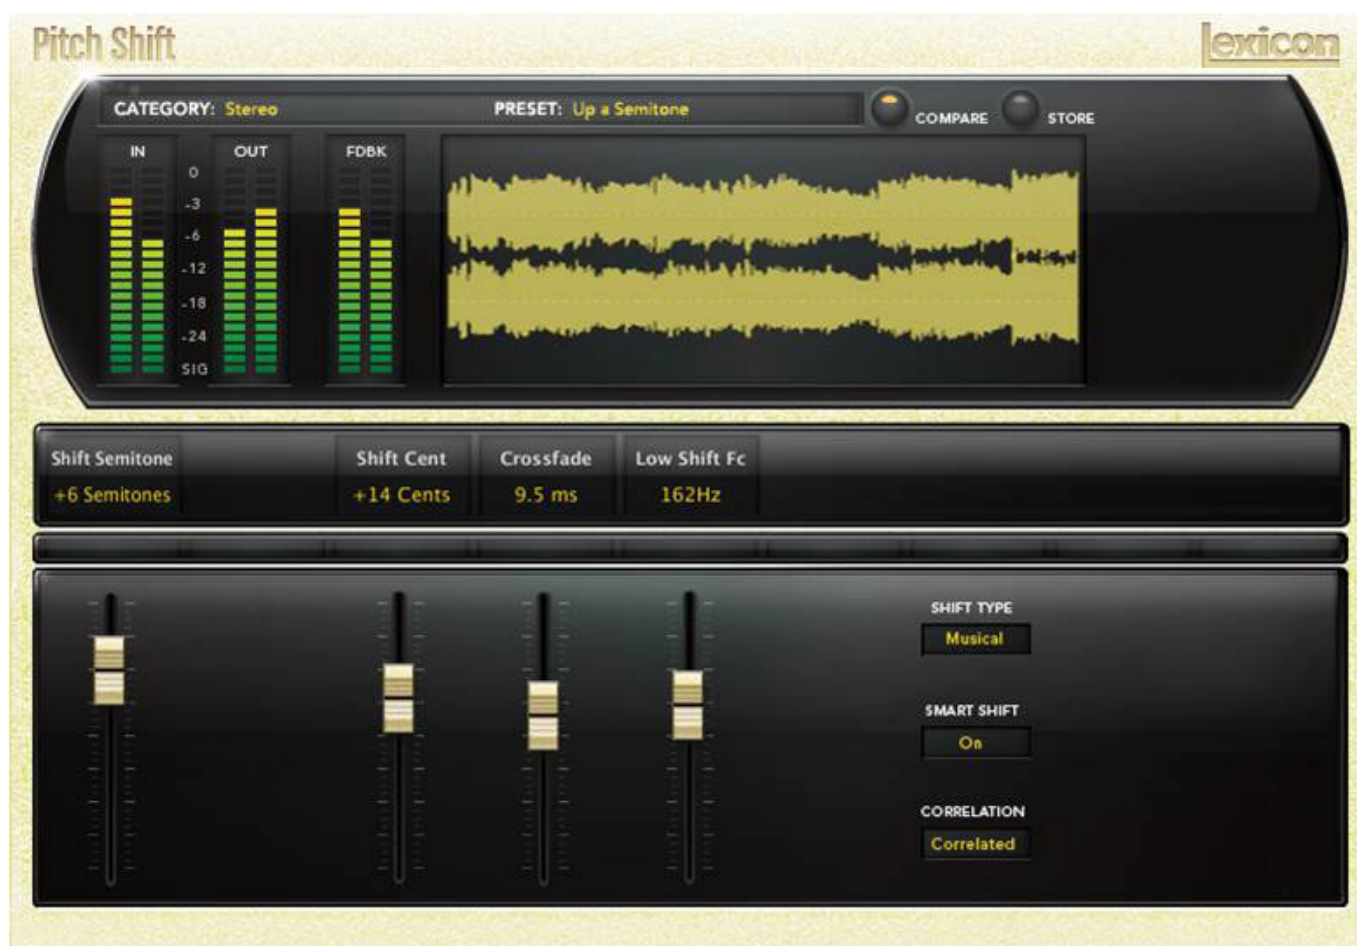 Pitch Shift
lexicon
CATEGORY: Stereo
PRESET: Up a Semitone
COMPARE
STORE
IN
OUT
FDBK
0
-3
-6
-12
-18
-24
SIG
Shift Semitone
Shift Cent
Crossfade
Low Shift Fc
+6 Semitones
+14 Cents
9.5 ms
162Hz
SHIFT TYPE
Musical
SMART SHIFT
On
CORRELATION
Correlated